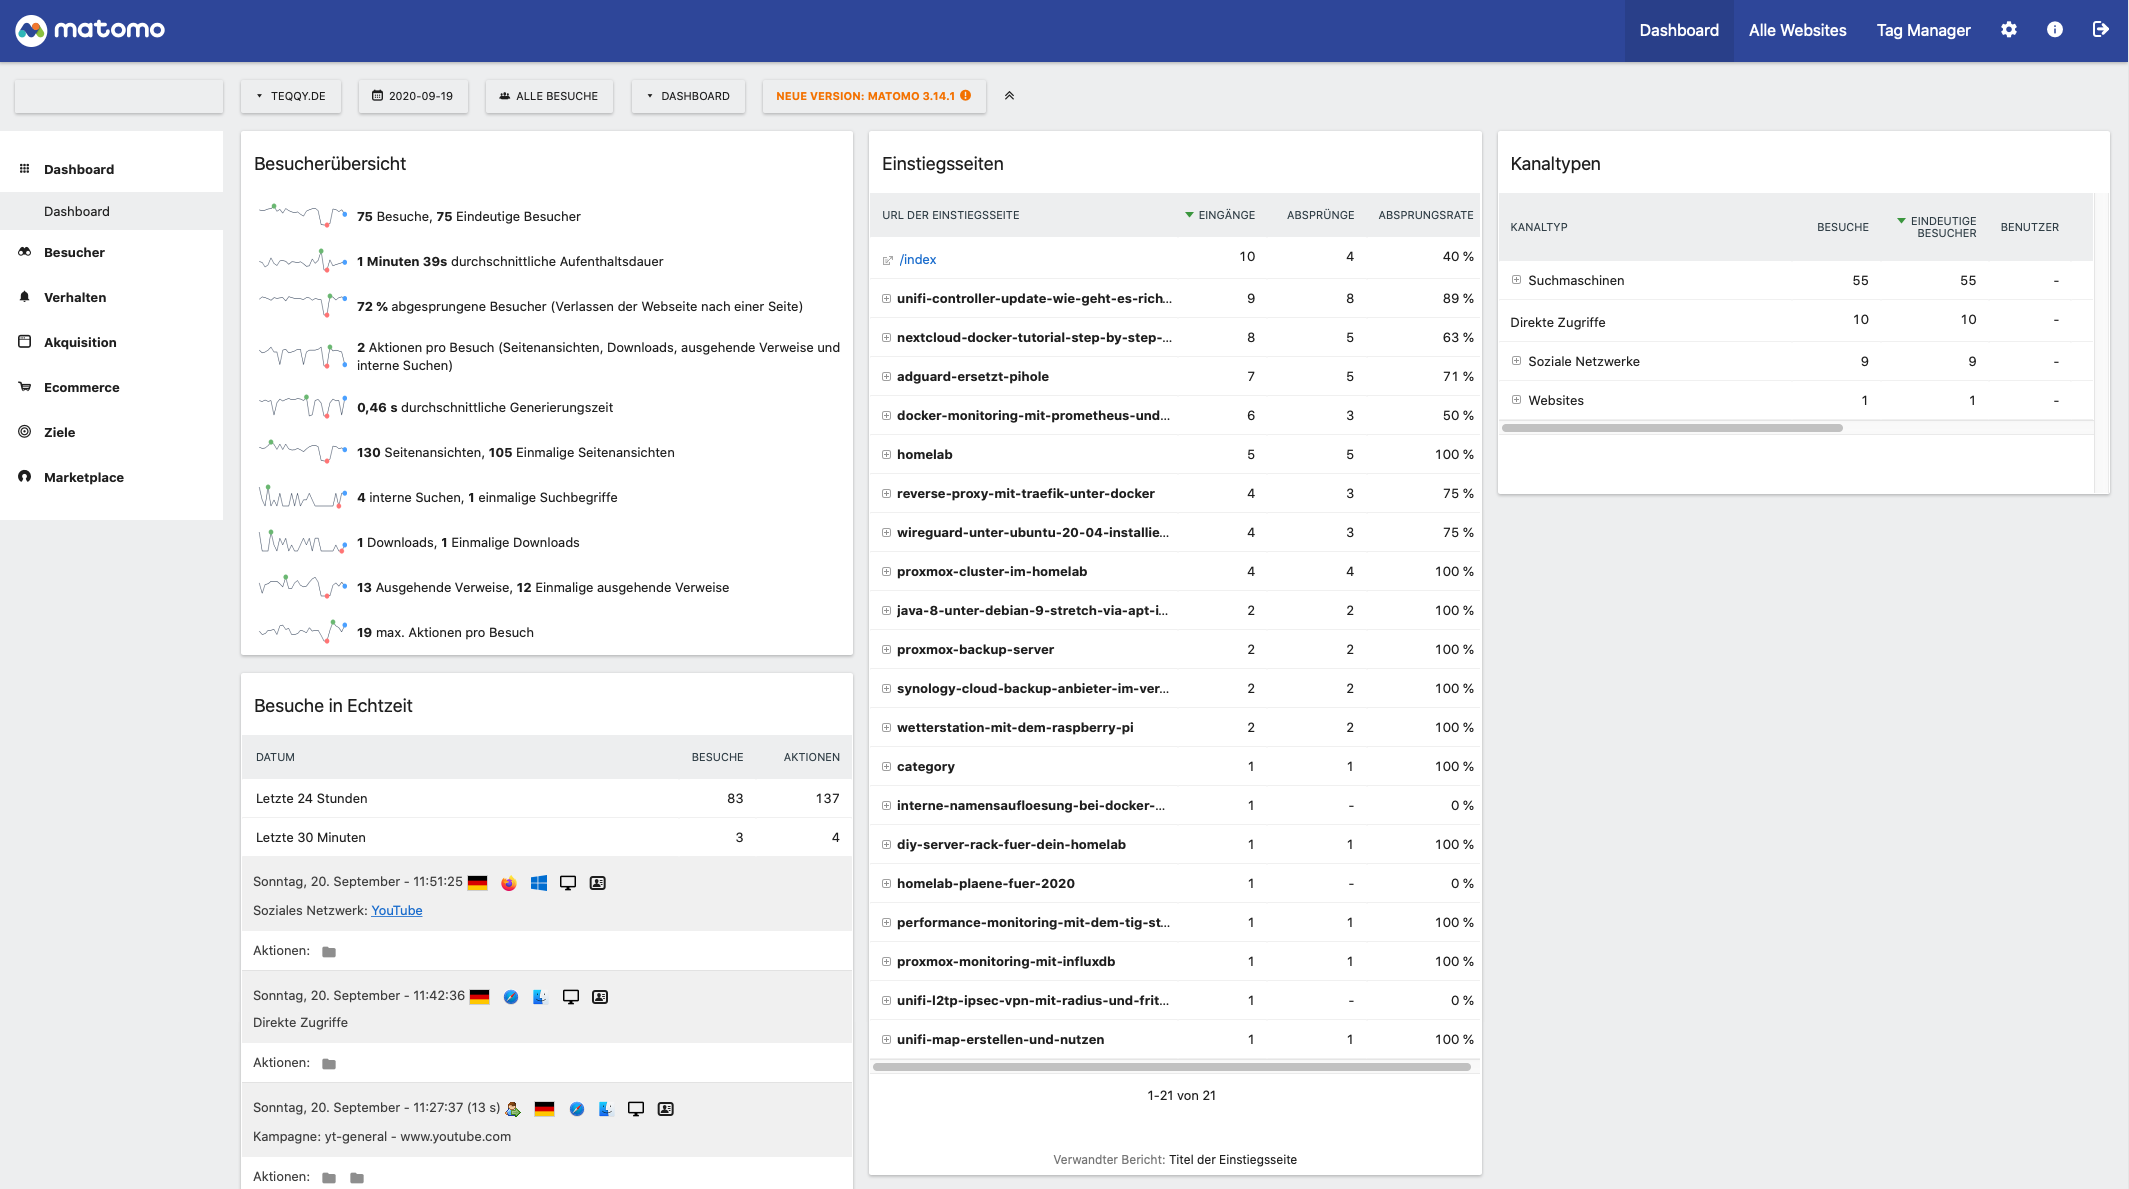 matomo
Dashboard Alle Websites Tag Manager
TEQQY.DE 2020-09-19 ALLE BESUCHE DASHBOARD NEUE VERSION: MATOMO 3.14.1
Dashboard
Dashboard
Besucher
Verhalten
Akquisition
Ecommerce
Ziele
Marketplace
Besucherübersicht
75 Besuche, 75 Eindeutige Besucher
1 Minuten 39s durchschnittliche Aufenthaltsdauer
72 % abgesprungene Besucher (Verlassen der Webseite nach einer Seite)
2 Aktionen pro Besuch (Seitenansichten, Downloads, ausgehende Verweise und
interne Suchen)
0,46 s durchschnittliche Generierungszeit
130 Seitenansichten, 105 Einmalige Seitenansichten
4 interne Suchen, 1 einmalige Suchbegriffe
1 Downloads, 1 Einmalige Downloads
13 Ausgehende Verweise, 12 Einmalige ausgehende Verweise
19 max. Aktionen pro Besuch
Besuche in Echtzeit
DATUM BESUCHE AKTIONEN
Letzte 24 Stunden 83 137
Letzte 30 Minuten 3 4
Sonntag, 20. September - 11:51:25
Soziales Netzwerk: YouTube
Aktionen:
Sonntag, 20. September - 11:42:36
Direkte Zugriffe
Aktionen:
Sonntag, 20. September - 11:27:37 (13 s)
Kampagne: yt-general - www.youtube.com
Aktionen:
Einstiegsseiten
URL DER EINSTIEGSSEITE EINGÄNGE ABSPRÜNGE ABSPRUNGSRATE
/index 10 4 40 %
unifi-controller-update-wie-geht-es-rich... 9 8 89 %
nextcloud-docker-tutorial-step-by-step-... 8 5 63 %
adguard-ersetzt-pihole 7 5 71 %
docker-monitoring-mit-prometheus-und... 6 3 50 %
homelab 5 5 100 %
reverse-proxy-mit-traefik-unter-docker 4 3 75 %
wireguard-unter-ubuntu-20-04-installie... 4 3 75 %
proxmox-cluster-im-homelab 4 4 100 %
java-8-unter-debian-9-stretch-via-apt-i... 2 2 100 %
proxmox-backup-server 2 2 100 %
synology-cloud-backup-anbieter-im-ver... 2 2 100 %
wetterstation-mit-dem-raspberry-pi 2 2 100 %
category 1 1 100 %
interne-namensaufloesung-bei-docker-... 1 - 0 %
diy-server-rack-fuer-dein-homelab 1 1 100 %
homelab-plaene-fuer-2020 1 - 0 %
performance-monitoring-mit-dem-tig-st... 1 1 100 %
proxmox-monitoring-mit-influxdb 1 1 100 %
unifi-l2tp-ipsec-vpn-mit-radius-und-frit... 1 - 0 %
unifi-map-erstellen-und-nutzen 1 1 100 %
1-21 von 21
Verwandter Bericht: Titel der Einstiegsseite
Kanaltypen
KANALTYP BESUCHE EINDEUTIGE BESUCHER BENUTZER
Suchmaschinen 55 55 -
Direkte Zugriffe 10 10 -
Soziale Netzwerke 9 9 -
Websites 1 1 -